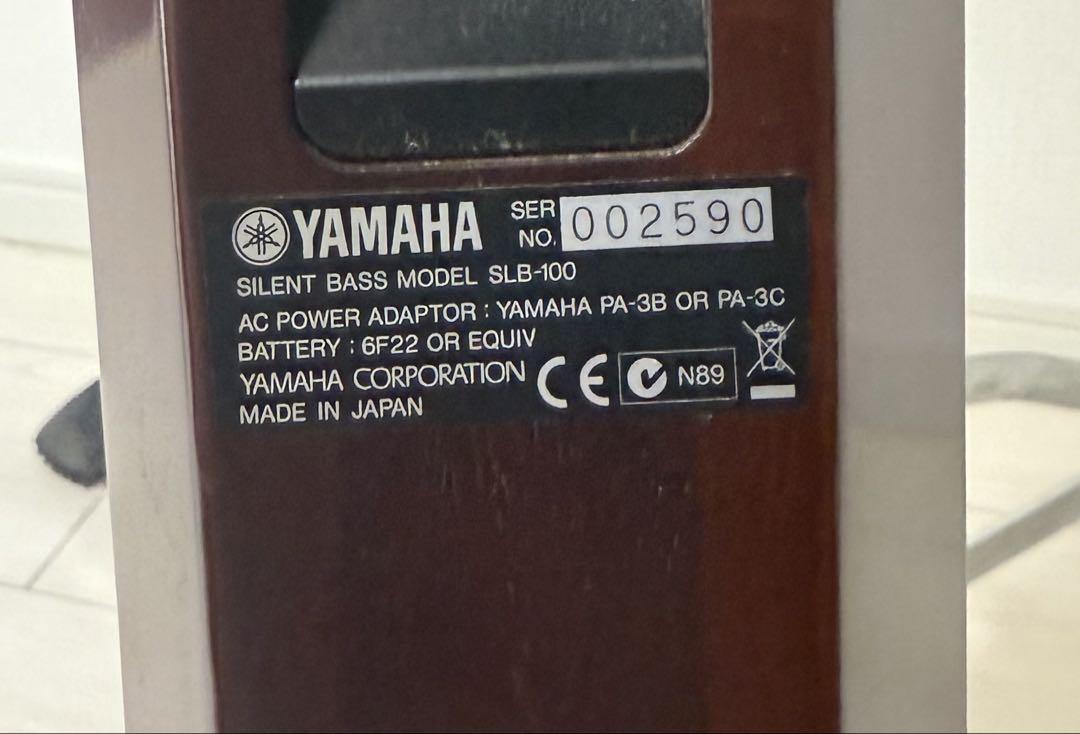 YAMAHA SER NO. 002590
SILENT BASS MODEL SLB-100
AC POWER ADAPTOR : YAMAHA PA-3B OR PA-3C
BATTERY : 6F22 OR EQUIV
YAMAHA CORPORATION CE N89
MADE IN JAPAN